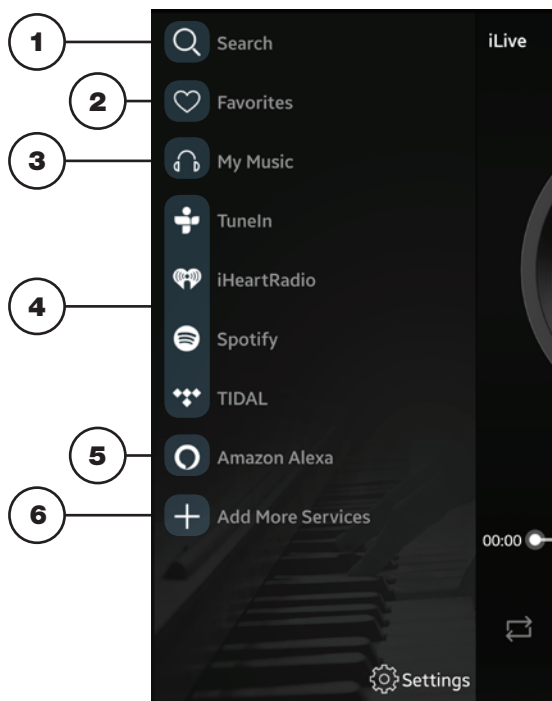 1
Search
iLive
2
Favorites
3
My Music
TuneIn
iHeartRadio
4
Spotify
TIDAL
5
Amazon Alexa
6
Add More Services
00:00
Settings